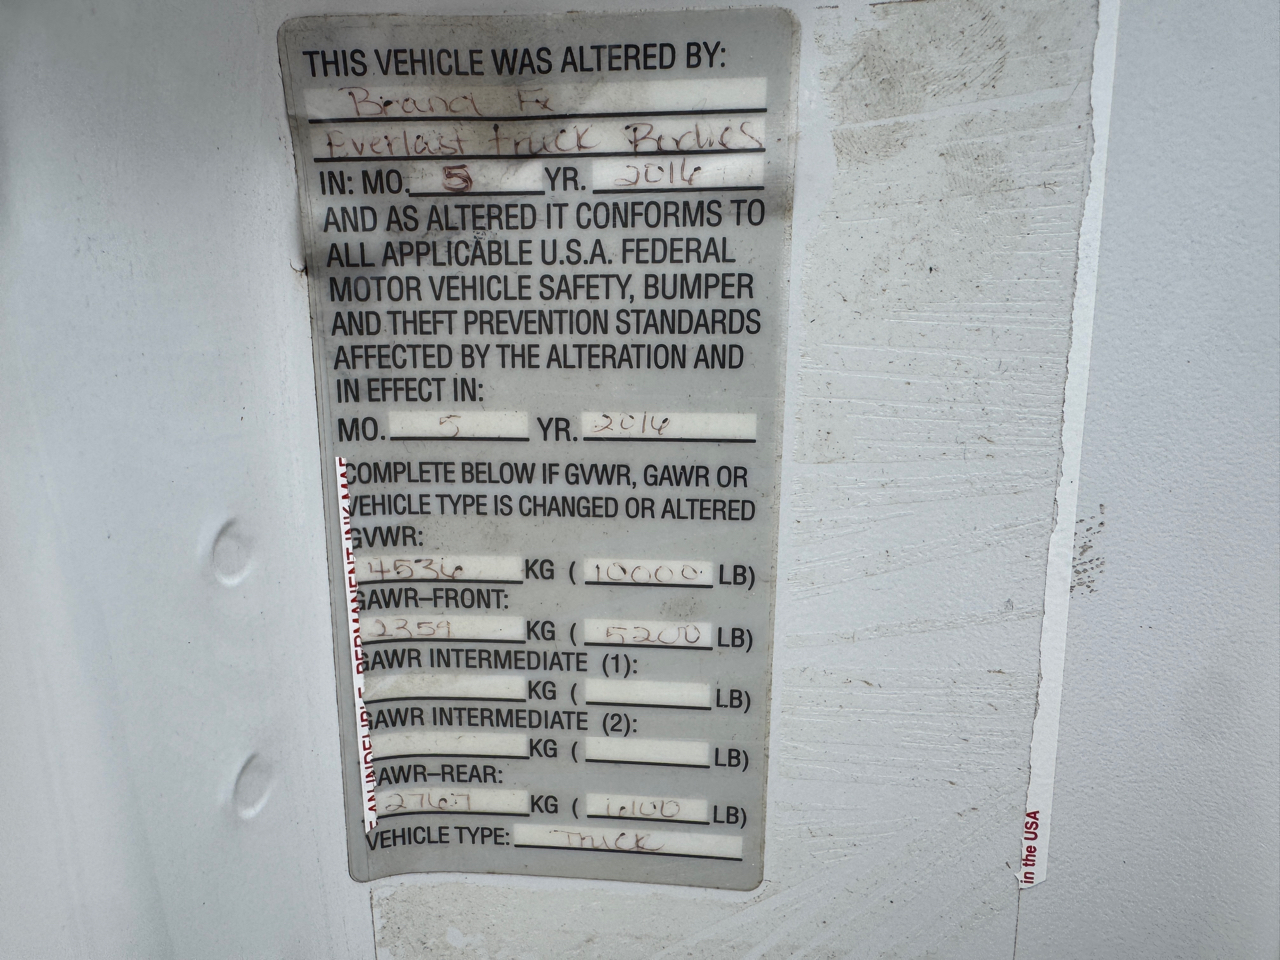 THIS VEHICLE WAS ALTERED BY:
Brand Fx
Everlast truck Bodies
IN: MO. 5 YR. 2016
AND AS ALTERED IT CONFORMS TO
ALL APPLICABLE U.S.A. FEDERAL
MOTOR VEHICLE SAFETY, BUMPER
AND THEFT PREVENTION STANDARDS
AFFECTED BY THE ALTERATION AND
IN EFFECT IN:
MO. 5 YR. 2016
COMPLETE BELOW IF GVWR, GAWR OR
VEHICLE TYPE IS CHANGED OR ALTERED
GVWR:
4536 KG ( 10000 LB)
GAWR–FRONT:
2359 KG ( 5200 LB)
GAWR INTERMEDIATE (1):
KG ( LB)
GAWR INTERMEDIATE (2):
KG ( LB)
GAWR–REAR:
2767 KG ( 6100 LB)
VEHICLE TYPE: Truck
AN INDELIBLE, PERMANENT INK
in the USA